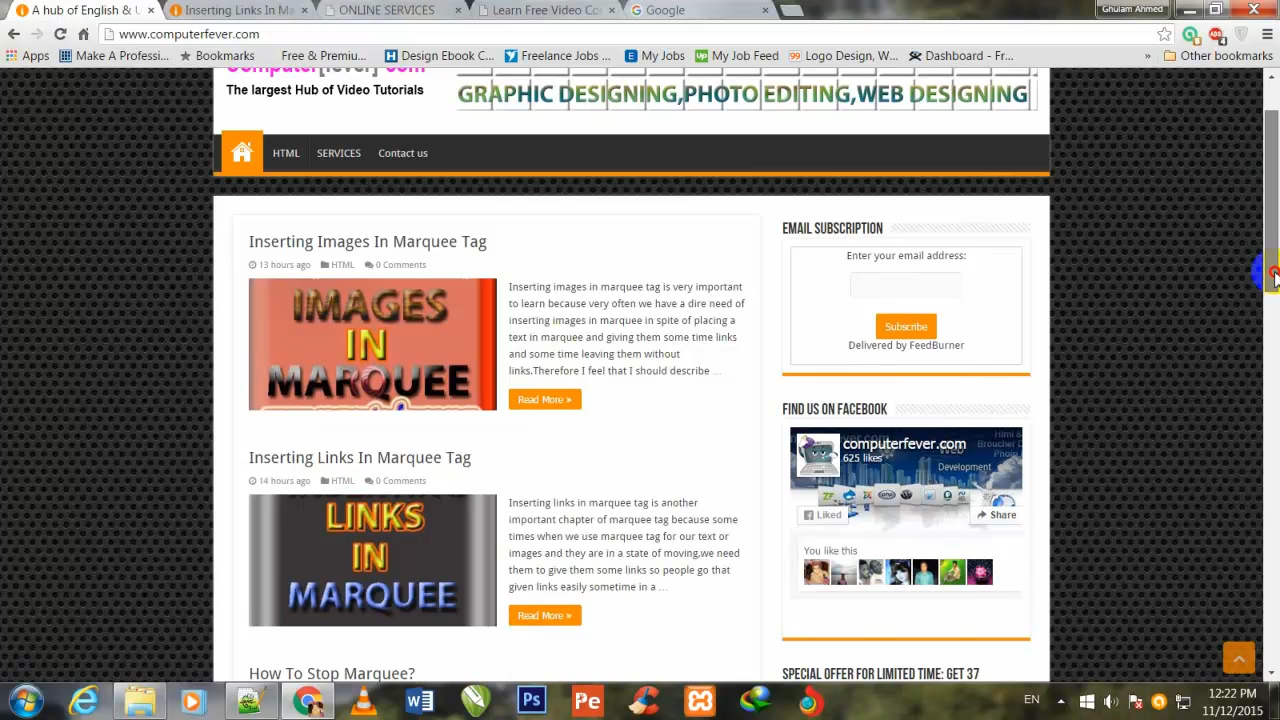 A hub of English & U
Inserting Links In Ma
ONLINE SERVICES
Learn Free Video Co
Google
Ghulam Ahmed
www.computerfever.com
Apps
Make A Professi...
Bookmarks
Free & Premiu...
Design Ebook C...
Freelance Jobs ...
My Jobs
My Job Feed
Logo Design, W...
Dashboard - Fr...
»
Other bookmarks
Computer[fever]-com
The largest Hub of Video Tutorials
GRAPHIC DESIGNING,PHOTO EDITING,WEB DESIGNING
HTML
SERVICES
Contact us
Inserting Images In Marquee Tag
13 hours ago
HTML
0 Comments
IMAGES
IN
MARQUEE
Inserting images in marquee tag is very important
to learn because very often we have a dire need of
inserting images in marquee in spite of placing a
text in marquee and giving them some time links
and some time leaving them without
links.Therefore I feel that I should describe ...
Read More »
Inserting Links In Marquee Tag
14 hours ago
HTML
0 Comments
LINKS
IN
MARQUEE
Inserting links in marquee tag is another
important chapter of marquee tag because some
times when we use marquee tag for our text or
images and they are in a state of moving.we need
them to give them some links so people go that
given links easily sometime in a ...
Read More »
How To Stop Marquee?
EMAIL SUBSCRIPTION
Enter your email address:
Subscribe
Delivered by FeedBurner
FIND US ON FACEBOOK
computerfever.com
625 likes
Web
Development
php
Liked
Share
You like this
SPECIAL OFFER FOR LIMITED TIME: GET 37
Ps
Pe
EN
12:22 PM
11/12/2015